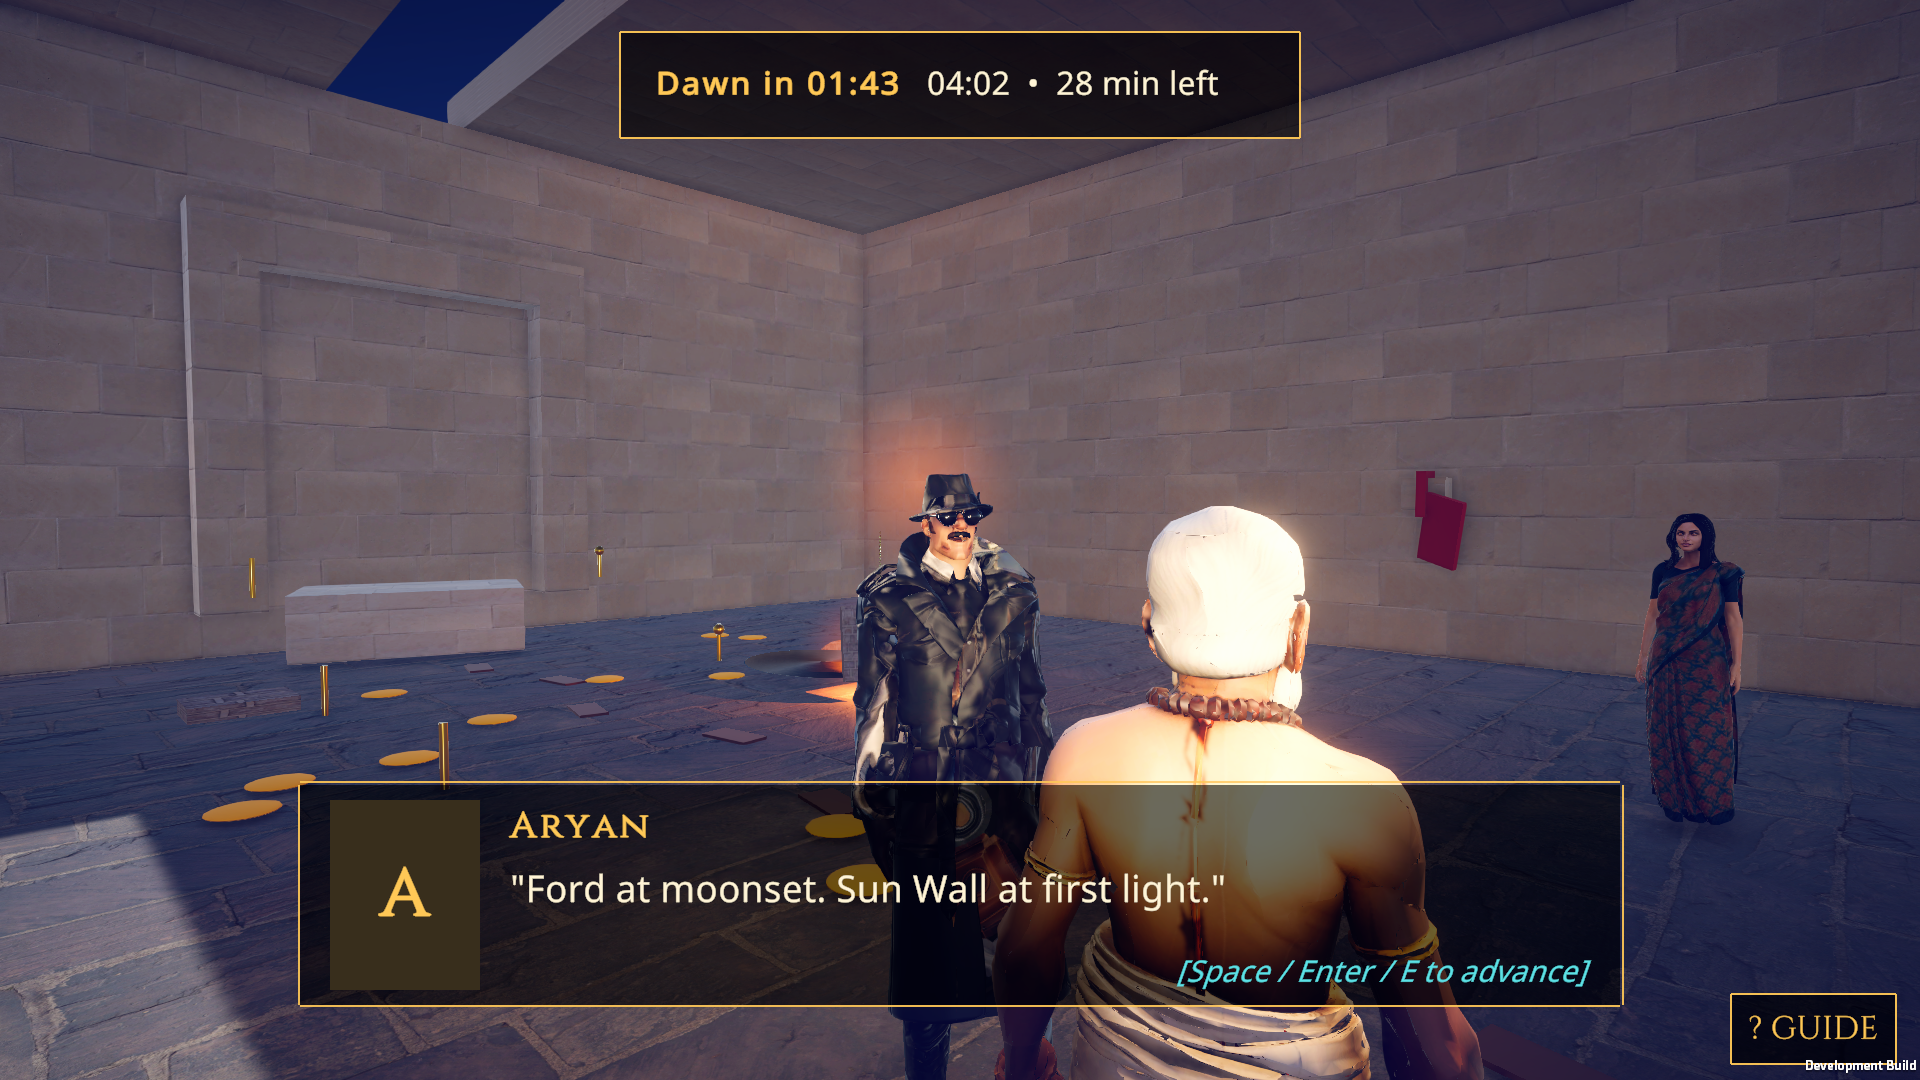 Dawn in 01:43 04:02 • 28 min left
ARYAN
A
"Ford at moonset. Sun Wall at first light."
[Space / Enter / E to advance]
? GUIDE
Development Build